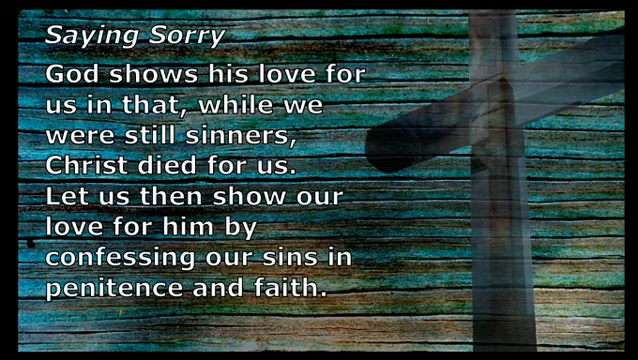 Saying Sorry
God shows his love for
us in that, while we
were still sinners,
Christ died for us.
Let us then show our
love for him by
confessing our sins in
penitence and faith.